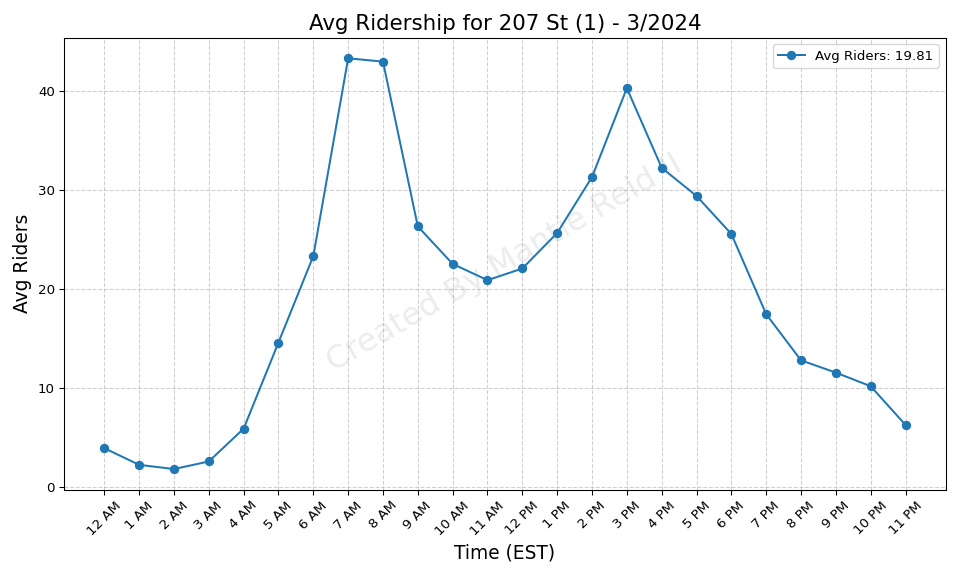 Avg Ridership for 207 St (1) - 3/2024
Avg Riders: 19.81
Avg Riders
40
30
20
10
0
Created By Mantie Reid II
12 AM
1 AM
2 AM
3 AM
4 AM
5 AM
6 AM
7 AM
8 AM
9 AM
10 AM
11 AM
12 PM
1 PM
2 PM
3 PM
4 PM
5 PM
6 PM
7 PM
8 PM
9 PM
10 PM
11 PM
Time (EST)